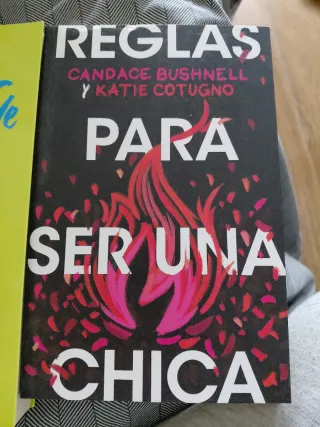 REGLAS
CANDACE BUSHNELL
Y KATIE COTUGNO
PARA
SER UNA
CHICA